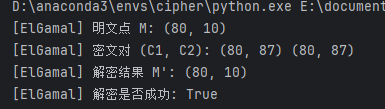 D:\anaconda3\envs\cipher\python.exe E:\document
[ElGamal] 明文点 M: (80, 10)
[ElGamal] 密文对 (C1, C2): (80, 87) (80, 87)
[ElGamal] 解密结果 M': (80, 10)
[ElGamal] 解密是否成功: True